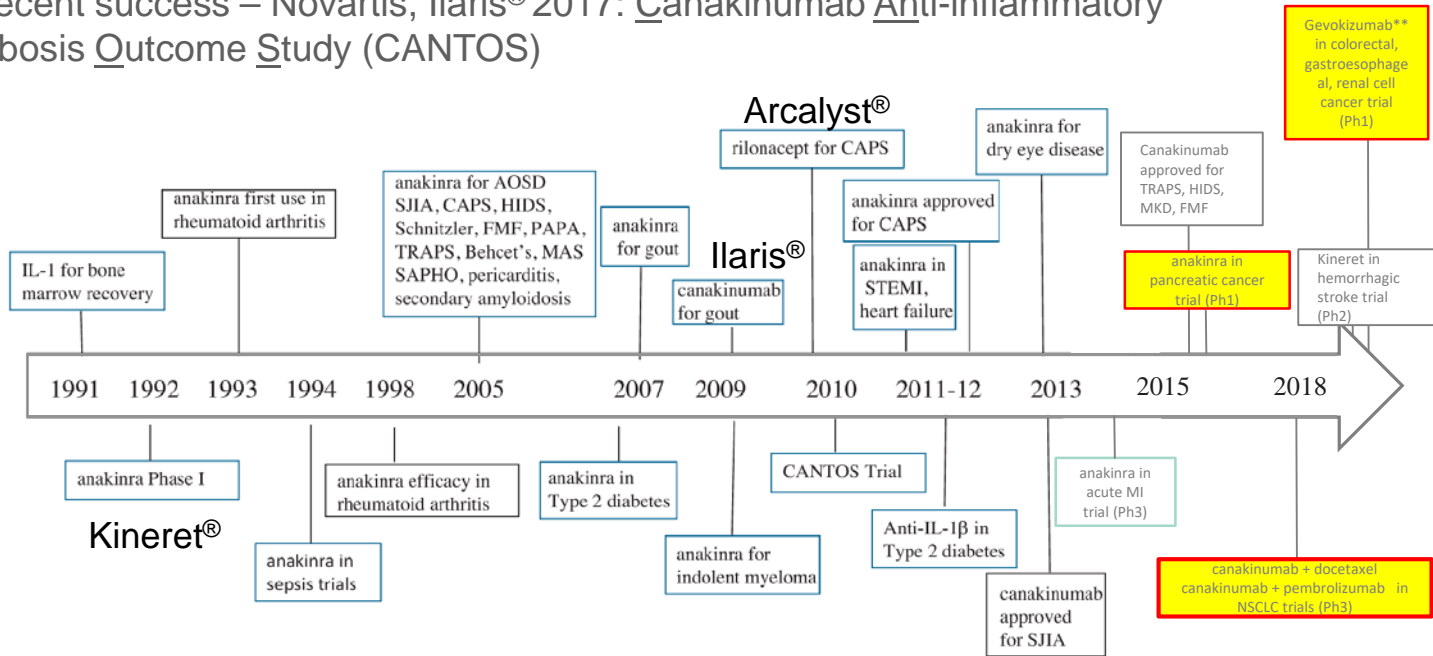 ecent success – Novartis, Ilaris® 2017: Canakinumab Anti-inflammatory
bosis Outcome Study (CANTOS)
Gevokizumab**
in colorectal,
gastroesophage
al, renal cell
cancer trial
(Ph1)
Arcalyst®
rilonacept for CAPS
anakinra for
dry eye disease
Canakinumab
approved for
TRAPS, HIDS,
MKD, FMF
anakinra first use in
rheumatoid arthritis
anakinra for AOSD
SJIA, CAPS, HIDS,
Schnitzler, FMF, PAPA,
TRAPS, Behcet's, MAS
SAPHO, pericarditis,
secondary amyloidosis
anakinra
for gout
anakinra approved
for CAPS
Ilaris®
IL-1 for bone
marrow recovery
canakinumab
for gout
anakinra in
STEMI,
heart failure
anakinra in
pancreatic cancer
trial (Ph1)
Kineret in
hemorrhagic
stroke trial
(Ph2)
1991 1992 1993 1994 1998 2005 2007 2009 2010 2011-12 2013 2015 2018
anakinra Phase I
Kineret®
anakinra in
sepsis trials
anakinra efficacy in
rheumatoid arthritis
anakinra in
Type 2 diabetes
anakinra for
indolent myeloma
CANTOS Trial
Anti-IL-1β in
Type 2 diabetes
canakinumab
approved
for SJIA
anakinra in
acute MI
trial (Ph3)
canakinumab + docetaxel
canakinumab + pembrolizumab in
NSCLC trials (Ph3)